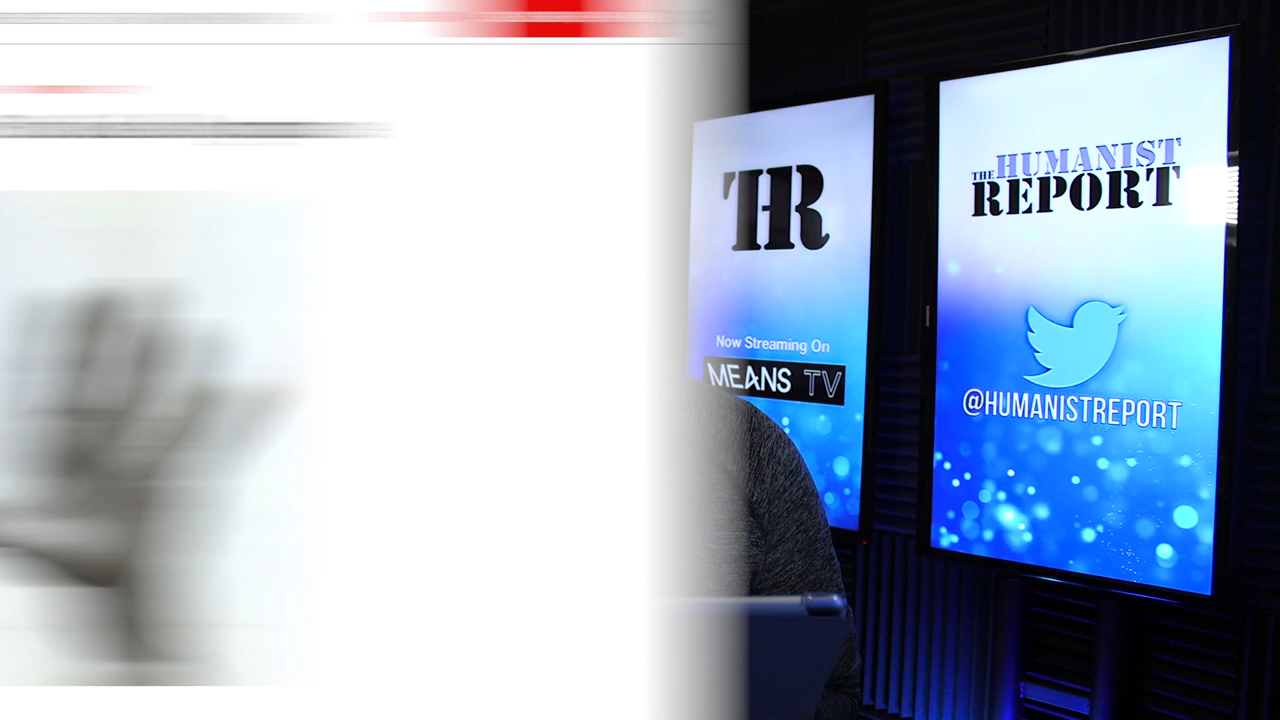 THR
Now Streaming On
MEANS TV
THE HUMANIST
REPORT
@HUMANISTREPORT